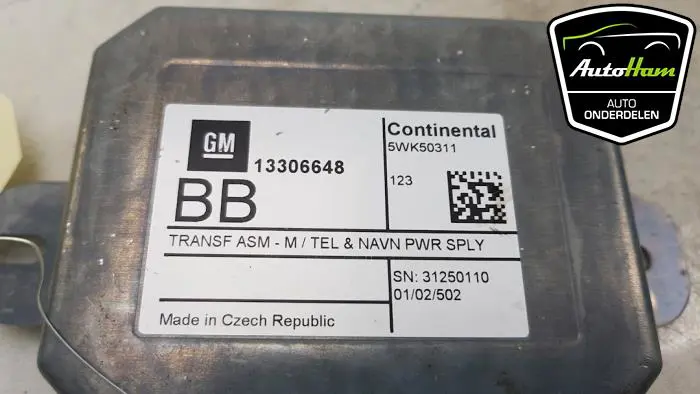 GM
13306648
BB
Continental
5WK50311
123
TRANSF ASM - M / TEL & NAVN PWR SPLY
SN: 31250110
01/02/502
Made in Czech Republic
AutoHam
AUTO
ONDERDELEN